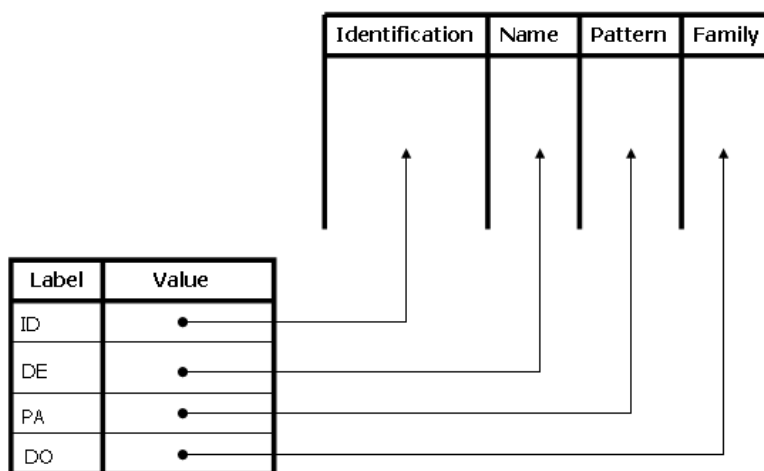 Identification Name Pattern Family
Label Value
ID
DE
PA
DO